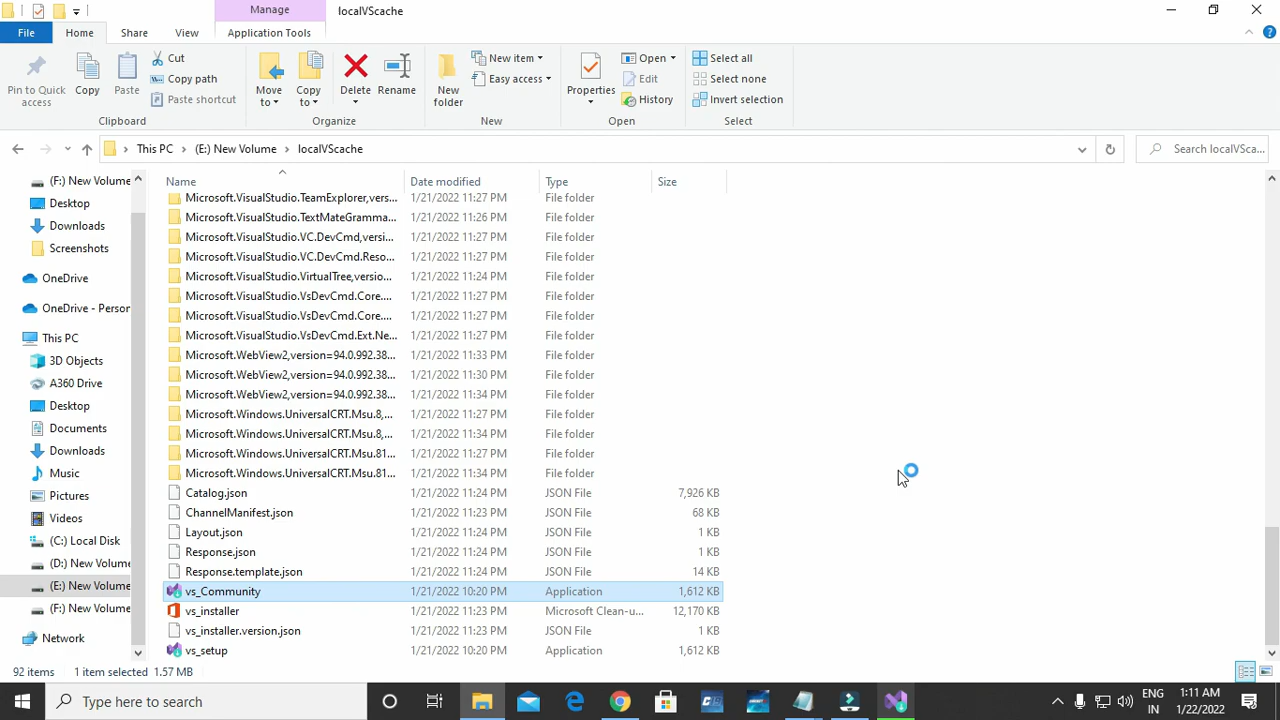 Manage
localVScache
File
Home
Share
View
Application Tools
Pin to Quick
access
Copy
Paste
Cut
Copy path
Paste shortcut
Clipboard
Move
to
Copy
to
Delete
Rename
Organize
New
folder
New item
Easy access
New
Properties
Open
Edit
History
Open
Select all
Select none
Invert selection
Select
This PC
(E:) New Volume
localVScache
Search localVSca...
(F:) New Volume
Desktop
Downloads
Screenshots
OneDrive
OneDrive - Person
This PC
3D Objects
A360 Drive
Desktop
Documents
Downloads
Music
Pictures
Videos
(C:) Local Disk
(D:) New Volume
(E:) New Volume
(F:) New Volume
Network
Name Date modified Type Size
Microsoft.VisualStudio.TeamExplorer,vers... 1/21/2022 11:27 PM File folder
Microsoft.VisualStudio.TextMateGramma... 1/21/2022 11:26 PM File folder
Microsoft.VisualStudio.VC.DevCmd,versi... 1/21/2022 11:27 PM File folder
Microsoft.VisualStudio.VC.DevCmd.Reso... 1/21/2022 11:27 PM File folder
Microsoft.VisualStudio.VirtualTree,versio... 1/21/2022 11:24 PM File folder
Microsoft.VisualStudio.VsDevCmd.Core.... 1/21/2022 11:27 PM File folder
Microsoft.VisualStudio.VsDevCmd.Core.... 1/21/2022 11:27 PM File folder
Microsoft.VisualStudio.VsDevCmd.Ext.Ne... 1/21/2022 11:27 PM File folder
Microsoft.WebView2,version=94.0.992.38... 1/21/2022 11:33 PM File folder
Microsoft.WebView2,version=94.0.992.38... 1/21/2022 11:30 PM File folder
Microsoft.WebView2,version=94.0.992.38... 1/21/2022 11:34 PM File folder
Microsoft.Windows.UniversalCRT.Msu.8,... 1/21/2022 11:27 PM File folder
Microsoft.Windows.UniversalCRT.Msu.8,... 1/21/2022 11:34 PM File folder
Microsoft.Windows.UniversalCRT.Msu.81... 1/21/2022 11:27 PM File folder
Microsoft.Windows.UniversalCRT.Msu.81... 1/21/2022 11:34 PM File folder
Catalog.json 1/21/2022 11:24 PM JSON File 7,926 KB
ChannelManifest.json 1/21/2022 11:23 PM JSON File 68 KB
Layout.json 1/21/2022 11:24 PM JSON File 1 KB
Response.json 1/21/2022 11:24 PM JSON File 1 KB
Response.template.json 1/21/2022 11:24 PM JSON File 14 KB
vs_Community 1/21/2022 10:20 PM Application 1,612 KB
vs_installer 1/21/2022 11:23 PM Microsoft Clean-u... 12,170 KB
vs_installer.version.json 1/21/2022 11:23 PM JSON File 1 KB
vs_setup 1/21/2022 10:20 PM Application 1,612 KB
92 items 1 item selected 1.57 MB
Type here to search
ENG
IN
1:11 AM
1/22/2022